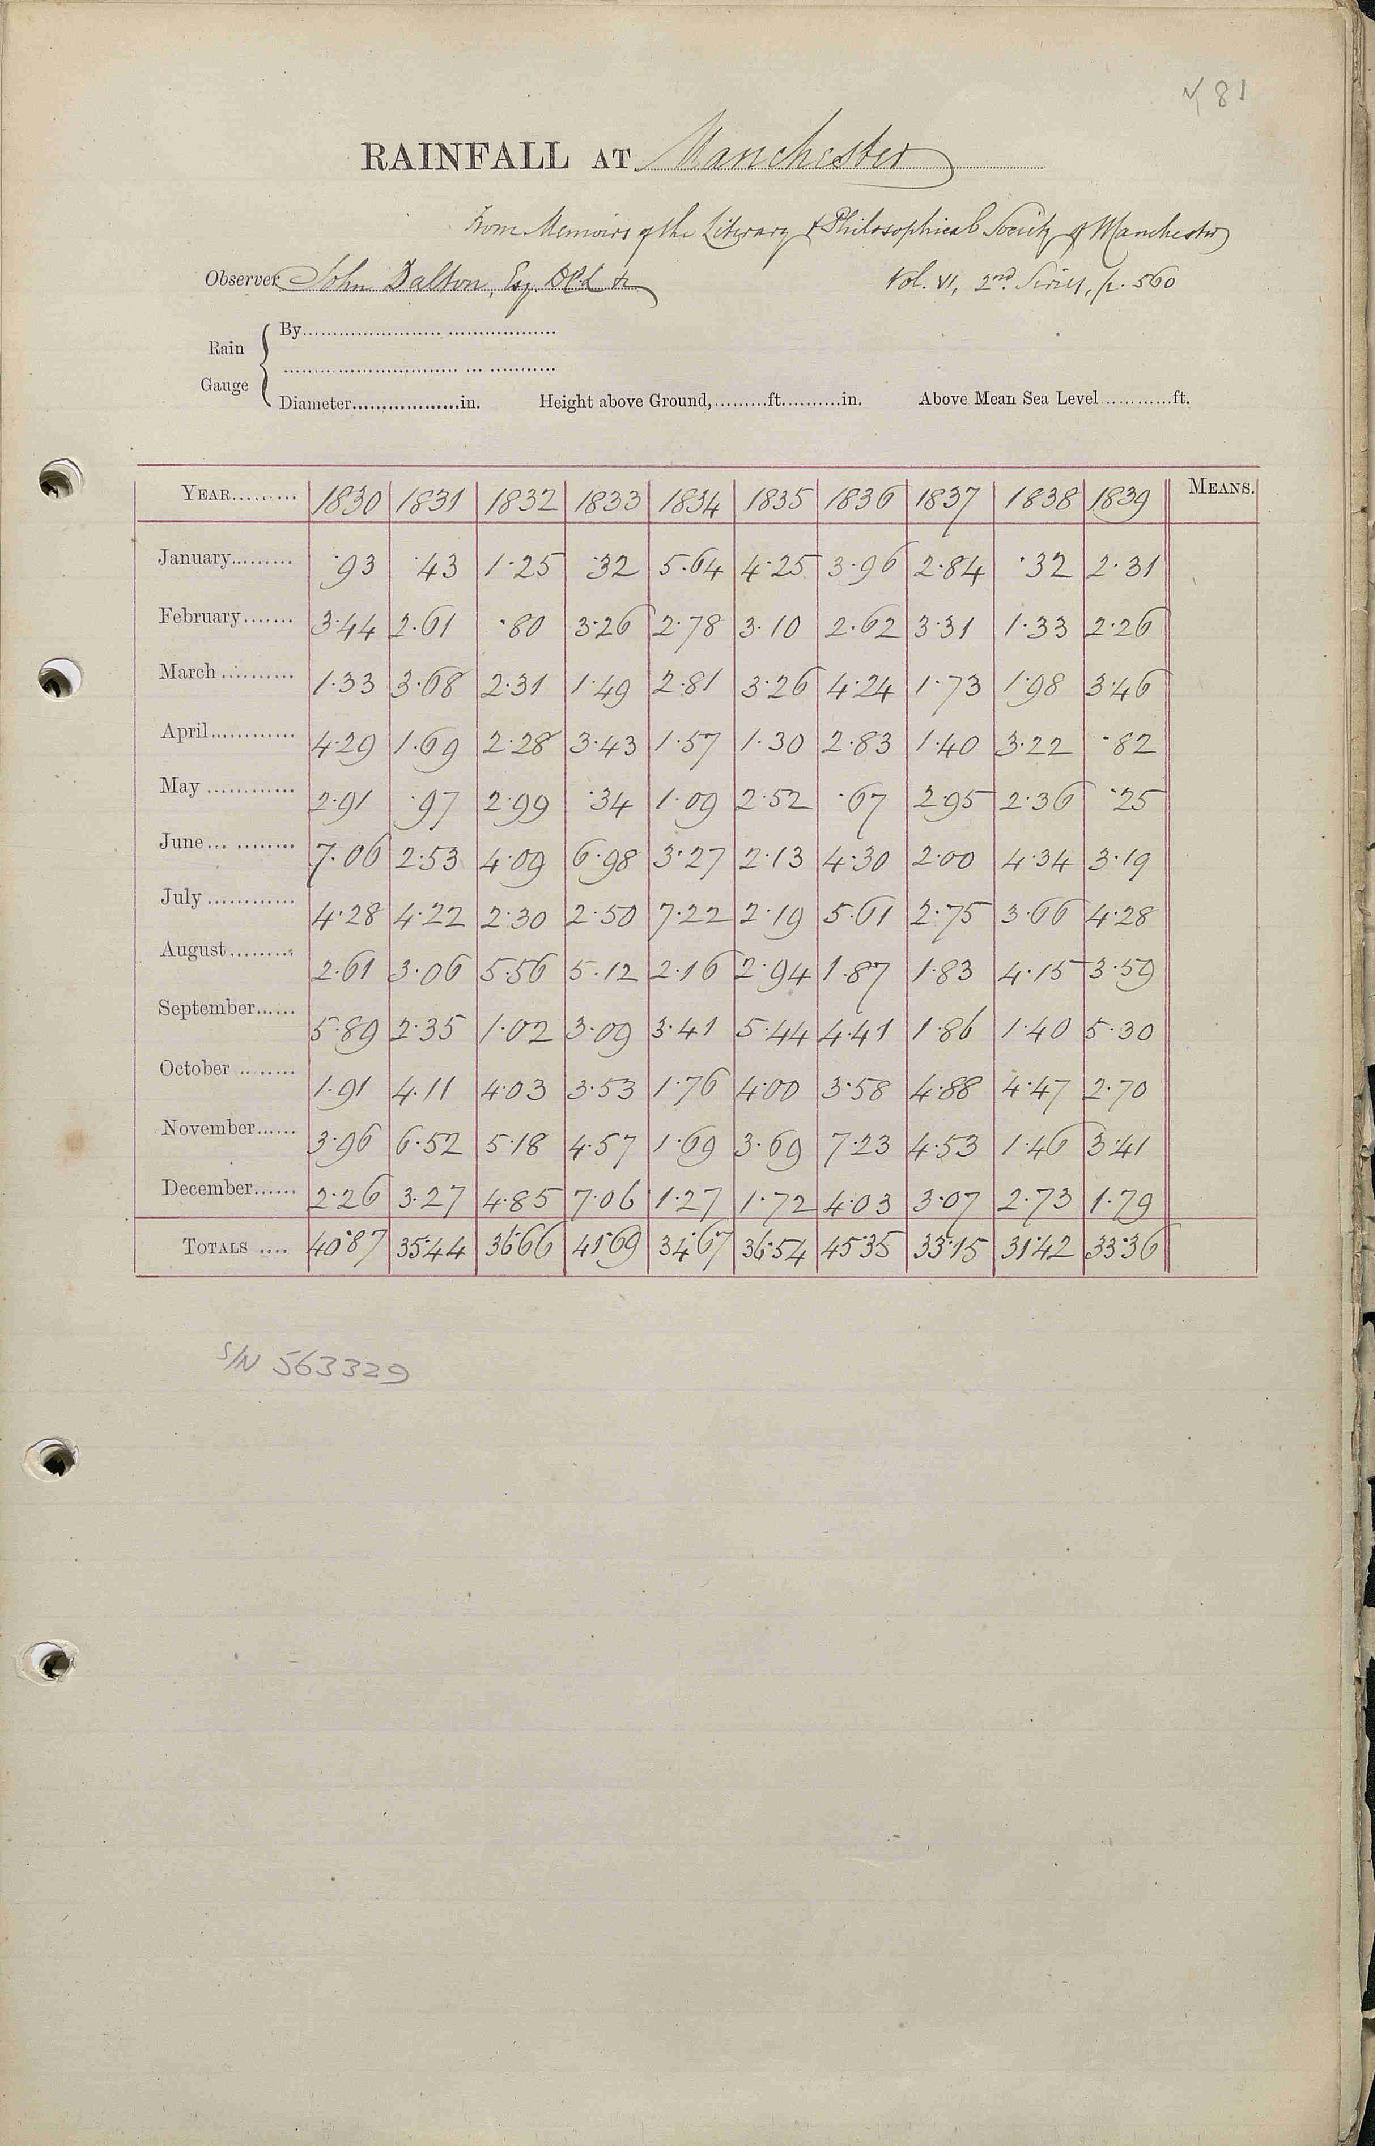 N 81
RAINFALL AT Manchester
From Memoirs of the Literary & Philosophical Society of Manchester
Observer John Dalton, Esq. DCL &c Vol. VI, 2nd. Series, p. 560
Rain Gauge { By
Diameter in. Height above Ground, ft. in. Above Mean Sea Level ft.
YEAR 1830 1831 1832 1833 1834 1835 1836 1837 1838 1839 MEANS.
January ·93 ·43 1·25 ·32 5·64 4·25 3·96 2·84 ·32 2·31
February 3·44 2·61 ·80 3·26 2·78 3·10 2·62 3·31 1·33 2·26
March 1·33 3·68 2·31 1·49 2·81 3·26 4·24 1·73 1·98 3·46
April 4·29 1·69 2·28 3·43 1·57 1·30 2·83 1·40 3·22 ·82
May 2·91 ·97 2·99 ·34 1·09 2·52 ·67 2·95 2·36 ·25
June 7·06 2·53 4·09 6·98 3·27 2·13 4·30 2·00 4·34 3·19
July 4·28 4·22 2·30 2·50 7·22 2·19 5·61 2·75 3·66 4·28
August 2·61 3·06 5·56 5·12 2·16 2·94 1·87 1·83 4·15 3·59
September 5·89 2·35 1·02 3·09 3·41 5·44 4·41 1·86 1·40 5·30
October 1·91 4·11 4·03 3·53 1·76 4·00 3·58 4·88 4·47 2·70
November 3·96 6·52 5·18 4·57 1·69 3·69 7·23 4·53 1·46 3·41
December 2·26 3·27 4·85 7·06 1·27 1·72 4·03 3·07 2·73 1·79
TOTALS 40·87 35·44 36·66 41·69 34·67 36·54 45·35 33·15 31·42 33·36
S/N 563329